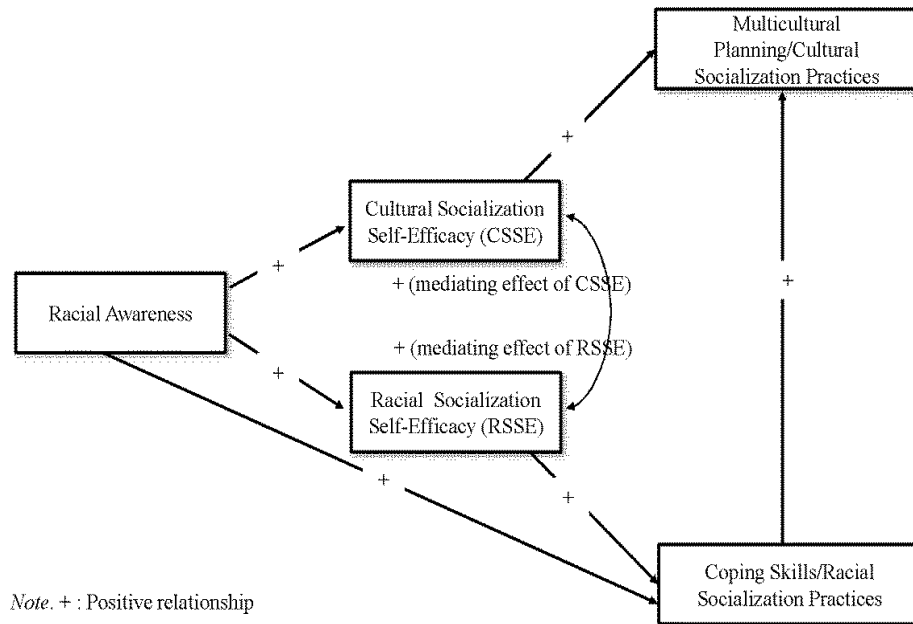 Multicultural
Planning/Cultural
Socialization Practices
+
Cultural Socialization
Self-Efficacy (CSSE)
+
+ (mediating effect of CSSE)
+
Racial Awareness
+ (mediating effect of RSSE)
+
Racial Socialization
Self-Efficacy (RSSE)
+
+
Coping Skills/Racial
Socialization Practices
Note. + : Positive relationship